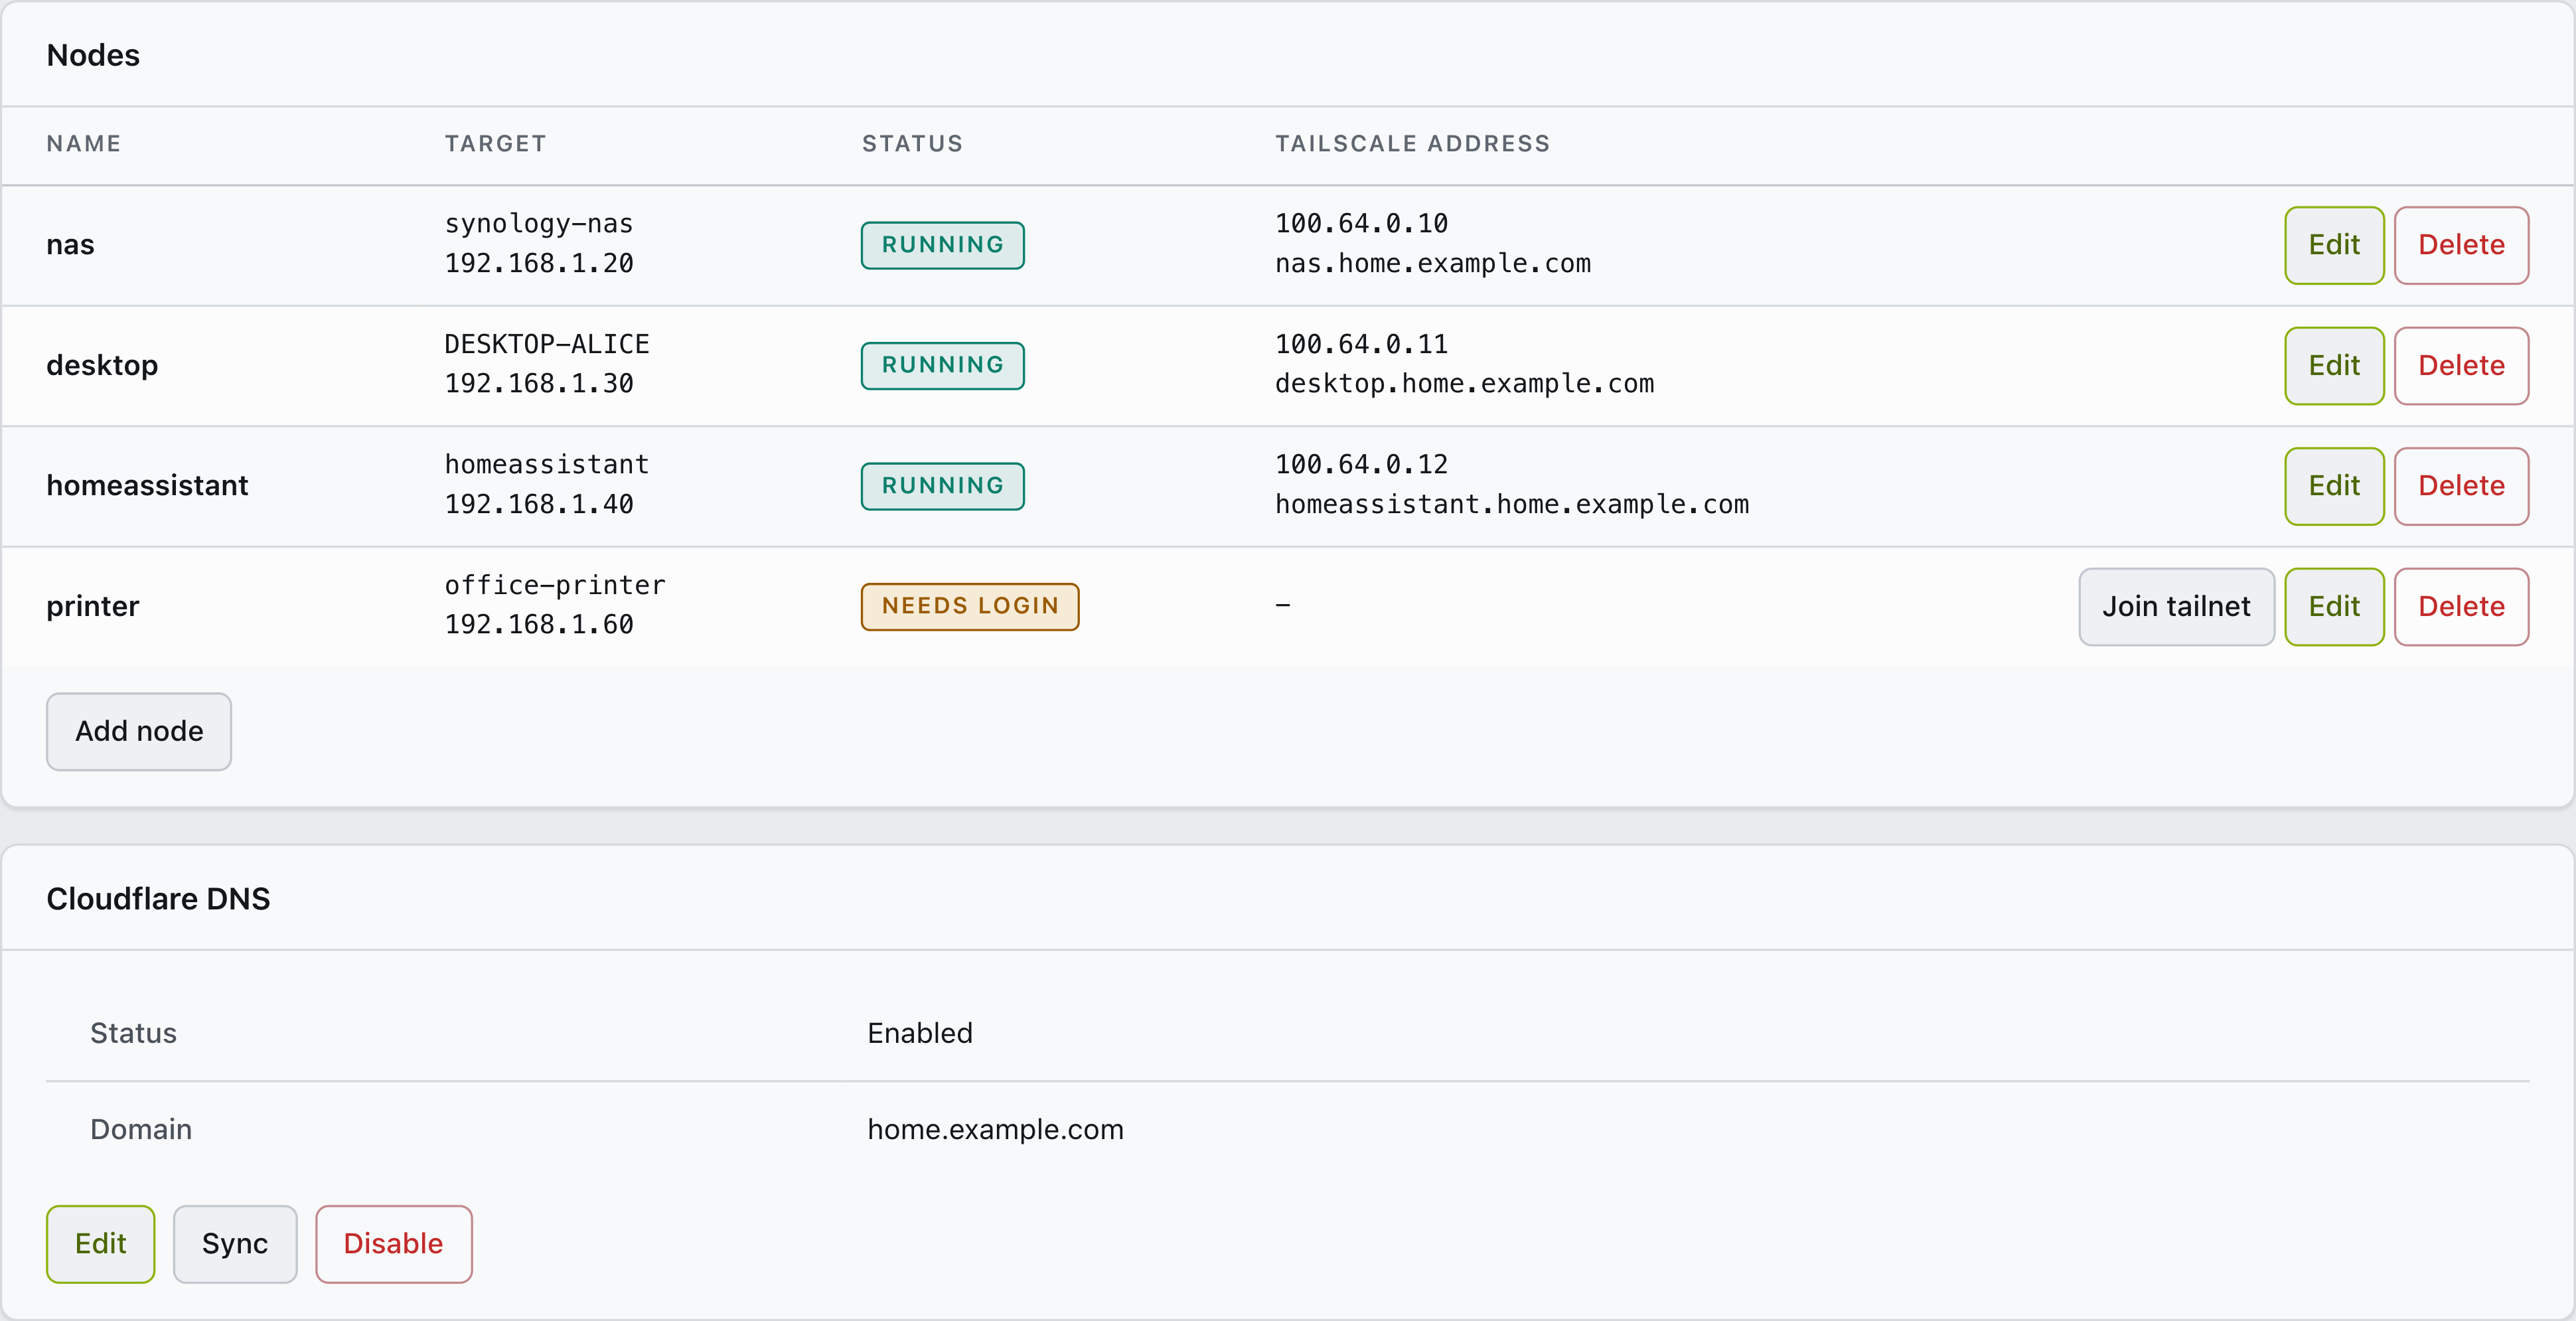 Nodes
NAME TARGET STATUS TAILSCALE ADDRESS
nas
synology-nas
192.168.1.20
RUNNING
100.64.0.10
nas.home.example.com
Edit Delete
desktop
DESKTOP-ALICE
192.168.1.30
RUNNING
100.64.0.11
desktop.home.example.com
Edit Delete
homeassistant
homeassistant
192.168.1.40
RUNNING
100.64.0.12
homeassistant.home.example.com
Edit Delete
printer
office-printer
192.168.1.60
NEEDS LOGIN
–
Join tailnet Edit Delete
Add node
Cloudflare DNS
Status Enabled
Domain home.example.com
Edit Sync Disable